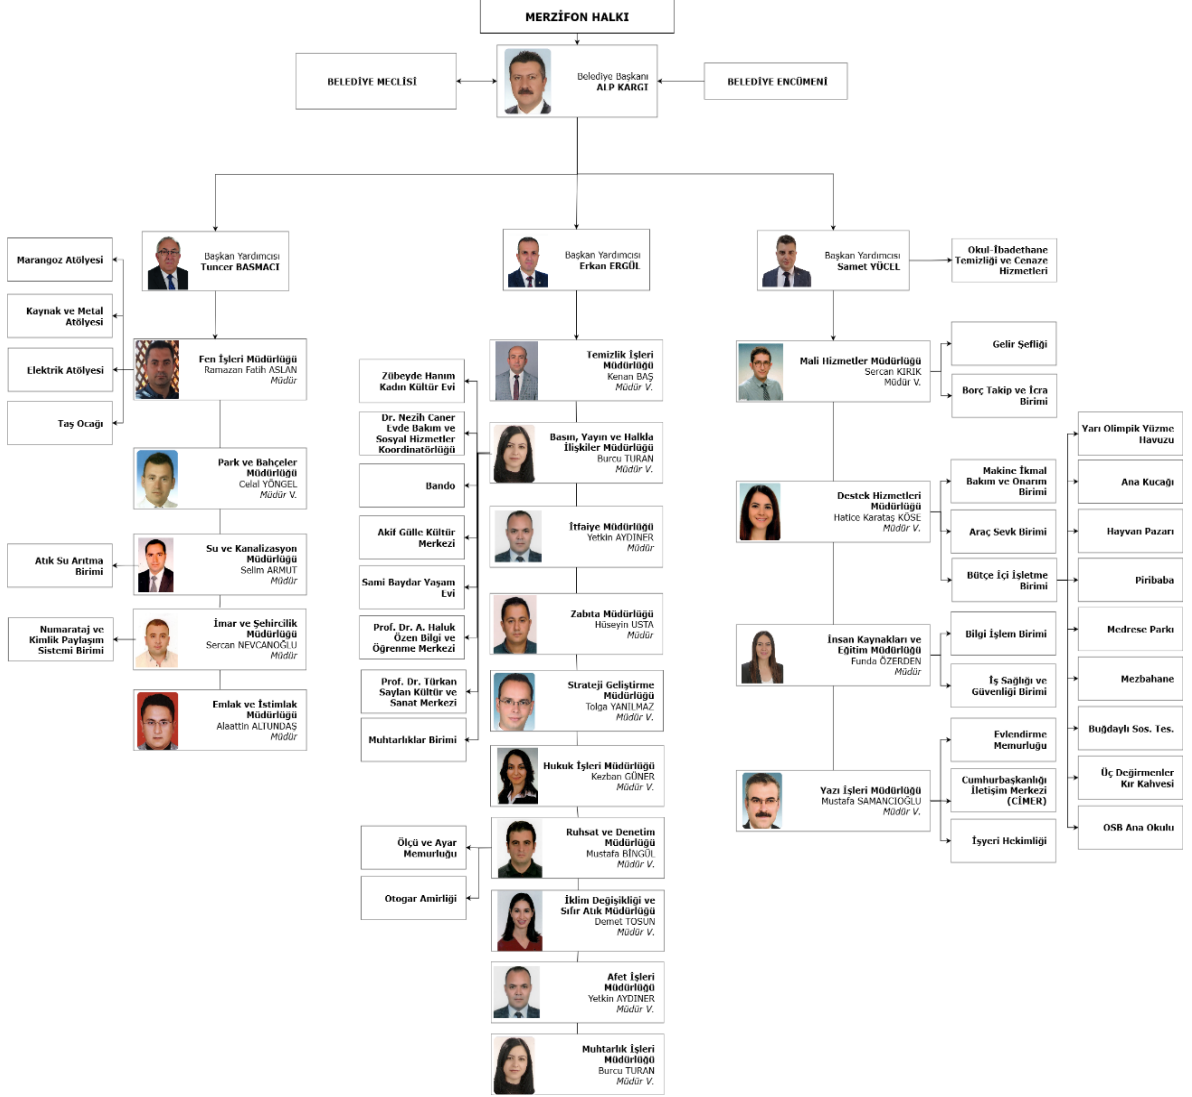 MERZİFON HALKI
BELEDİYE MECLİSİ
Belediye Başkanı
ALP KARGI
BELEDİYE ENCÜMENİ
Başkan Yardımcısı
Tuncer BASMACI
Marangoz Atölyesi
Kaynak ve Metal
Atölyesi
Elektrik Atölyesi
Taş Ocağı
Fen İşleri Müdürlüğü
Ramazan Fatih ASLAN
Müdür
Park ve Bahçeler
Müdürlüğü
Celal YÖNGEL
Müdür V.
Su ve Kanalizasyon
Müdürlüğü
Selim ARMUT
Müdür
Atık Su Arıtma
Birimi
İmar ve Şehircilik
Müdürlüğü
Sercan NEVCANOĞLU
Müdür
Numarataj ve
Kimlik Paylaşım
Sistemi Birimi
Emlak ve İstimlak
Müdürlüğü
Alaattin ALTUNDAŞ
Müdür
Başkan Yardımcısı
Erkan ERGÜL
Temizlik İşleri
Müdürlüğü
Kenan BAŞ
Müdür V.
Zübeyde Hanım
Kadın Kültür Evi
Dr. Nezih Caner
Evde Bakım ve
Sosyal Hizmetler
Koordinatörlüğü
Bando
Akif Gülle Kültür
Merkezi
Sami Baydar Yaşam
Evi
Prof. Dr. A. Haluk
Özen Bilgi ve
Öğrenme Merkezi
Prof. Dr. Türkan
Saylan Kültür ve
Sanat Merkezi
Muhtarlıklar Birimi
Basın, Yayın ve Halkla
İlişkiler Müdürlüğü
Burcu TURAN
Müdür V.
İtfaiye Müdürlüğü
Yetkin AYDINER
Müdür
Zabıta Müdürlüğü
Hüseyin USTA
Müdür
Strateji Geliştirme
Müdürlüğü
Tolga YANILMAZ
Müdür V.
Hukuk İşleri Müdürlüğü
Kezban GÜNER
Müdür V.
Ruhsat ve Denetim
Müdürlüğü
Mustafa BİNGÜL
Müdür V.
Ölçü ve Ayar
Memurluğu
Otogar Amirliği
İklim Değişikliği ve
Sıfır Atık Müdürlüğü
Demet TOSUN
Müdür V.
Afet İşleri
Müdürlüğü
Yetkin AYDINER
Müdür V.
Muhtarlık İşleri
Müdürlüğü
Burcu TURAN
Müdür V.
Başkan Yardımcısı
Samet YÜCEL
Okul-İbadethane
Temizliği ve Cenaze
Hizmetleri
Mali Hizmetler Müdürlüğü
Sercan KIRIK
Müdür V.
Gelir Şefliği
Borç Takip ve İcra
Birimi
Destek Hizmetleri
Müdürlüğü
Hatice Karataş KÖSE
Müdür V.
Makine İkmal
Bakım ve Onarım
Birimi
Araç Sevk Birimi
Bütçe İçi İşletme
Birimi
Yarı Olimpik Yüzme
Havuzu
Ana Kucağı
Hayvan Pazarı
Piribaba
Medrese Parkı
Mezbahane
Buğdaylı Sos. Tes.
Üç Değirmenler
Kır Kahvesi
OSB Ana Okulu
İnsan Kaynakları ve
Eğitim Müdürlüğü
Funda ÖZERDEN
Müdür
Bilgi İşlem Birimi
İş Sağlığı ve
Güvenliği Birimi
Yazı İşleri Müdürlüğü
Mustafa SAMANCIOĞLU
Müdür V.
Evlendirme
Memurluğu
Cumhurbaşkanlığı
İletişim Merkezi
(CİMER)
İşyeri Hekimliği